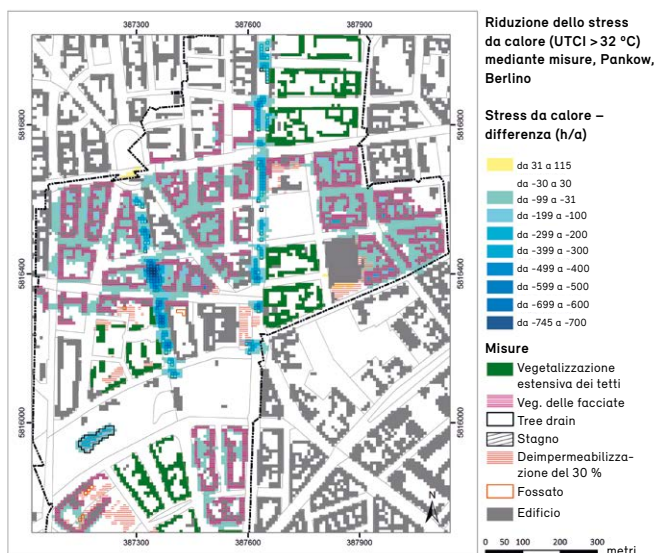 387300 387600 387900
5816800
5816400
5816000
5816800
5816400
5816000
N
387300 387600 387900
Riduzione dello stress
da calore (UTCI > 32 °C)
mediante misure, Pankow,
Berlino
Stress da calore –
differenza (h/a)
da 31 a 115
da -30 a 30
da -99 a -31
da -199 a -100
da -299 a -200
da -399 a -300
da -499 a -400
da -599 a -500
da -699 a -600
da -745 a -700
Misure
Vegetalizzazione
estensiva dei tetti
Veg. delle facciate
Tree drain
Stagno
Deimpermeabilizza-
zione del 30 %
Fossato
Edificio
0 50 100 200 300
metri